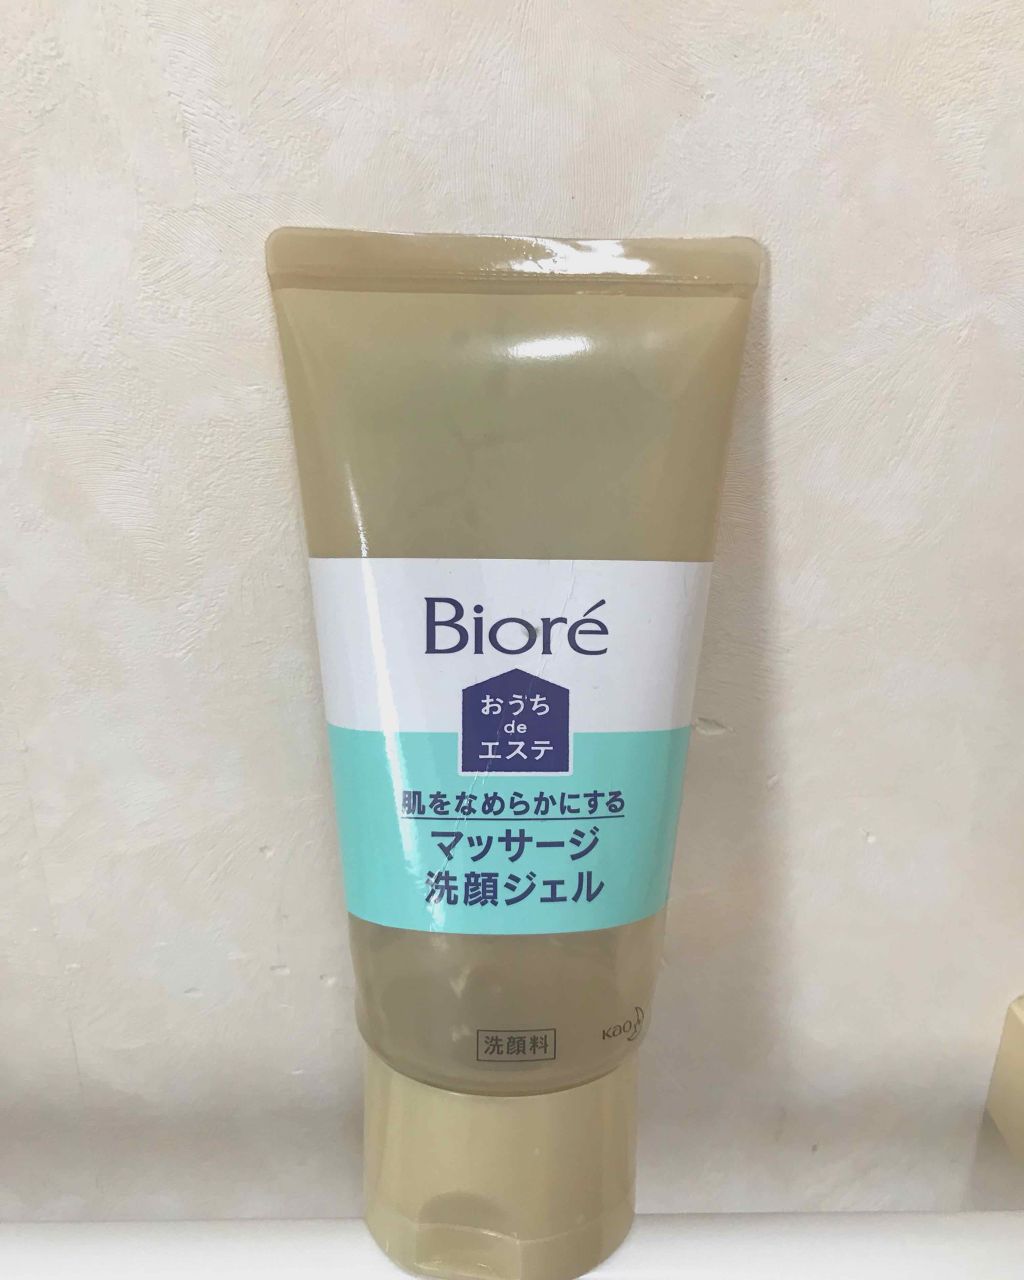 Bioré
おうち
de
エステ
肌をなめらかにする
マッサージ
洗顔ジェル
洗顔料
Kao